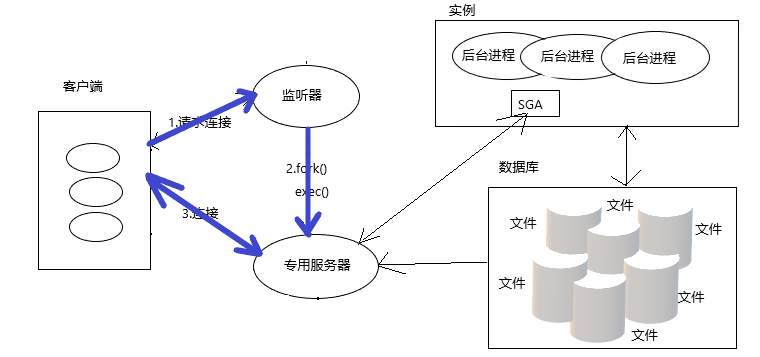 实例
后台进程
后台进程
后台进程
SGA
客户端
监听器
1.请求连接
2.fork()
exec()
3.连接
专用服务器
数据库
文件
文件
文件
文件
文件
文件